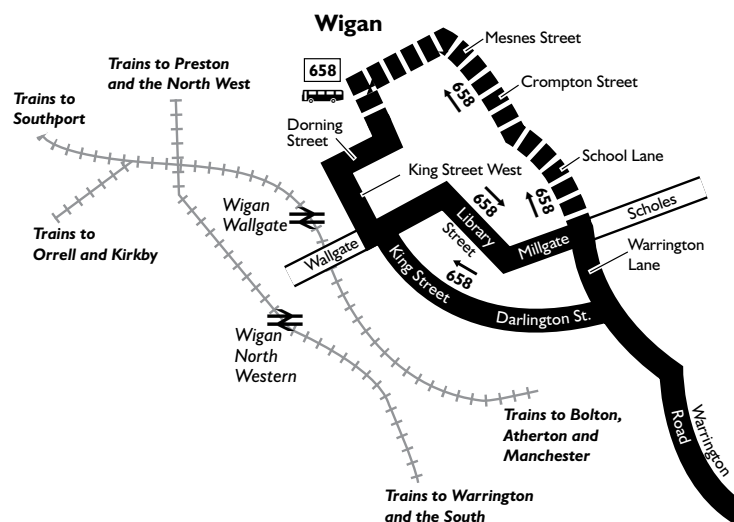 Wigan
Mesnes Street
658
Trains to Preston
and the North West
Crompton Street
Trains to
Southport
658
Dorning
Street
School Lane
King Street West
658
658
Scholes
Wigan
Wallgate
Library
Street
Millgate
Trains to
Orrell and Kirkby
Wallgate
Warrington
Lane
King Street
658
Darlington St.
Wigan
North
Western
Warrington
Road
Trains to Bolton,
Atherton and
Manchester
Trains to Warrington
and the South